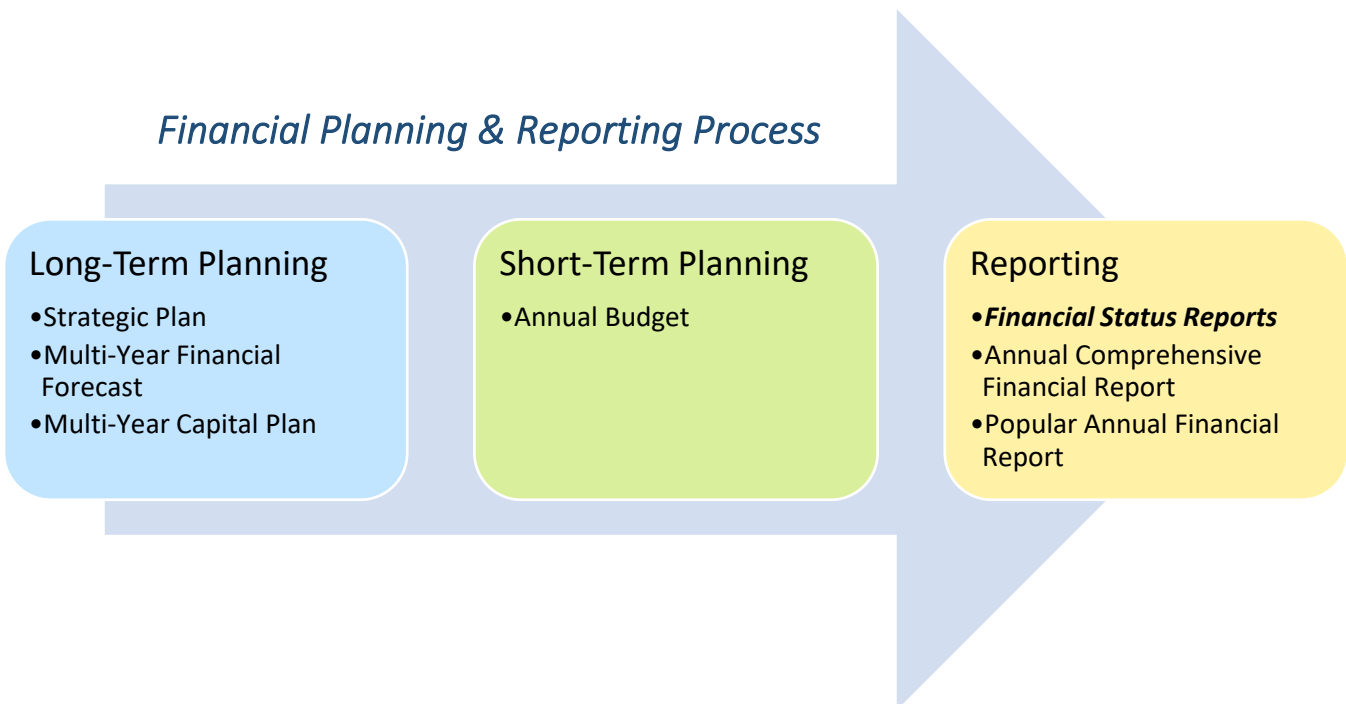 Financial Planning & Reporting Process
Long-Term Planning
•Strategic Plan
•Multi-Year Financial
Forecast
•Multi-Year Capital Plan
Short-Term Planning
•Annual Budget
Reporting
•Financial Status Reports
•Annual Comprehensive
Financial Report
•Popular Annual Financial
Report